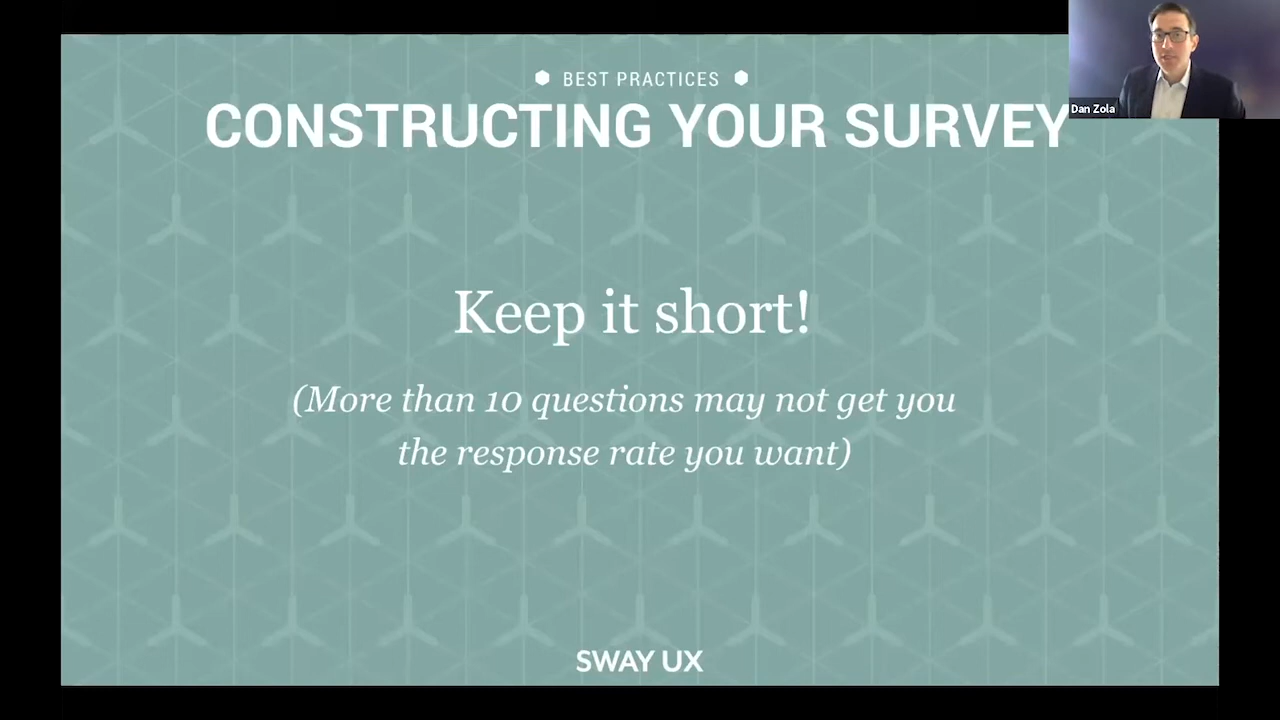 BEST PRACTICES
CONSTRUCTING YOUR SURVEY
Dan Zola
Keep it short!
(More than 10 questions may not get you
the response rate you want)
SWAY UX